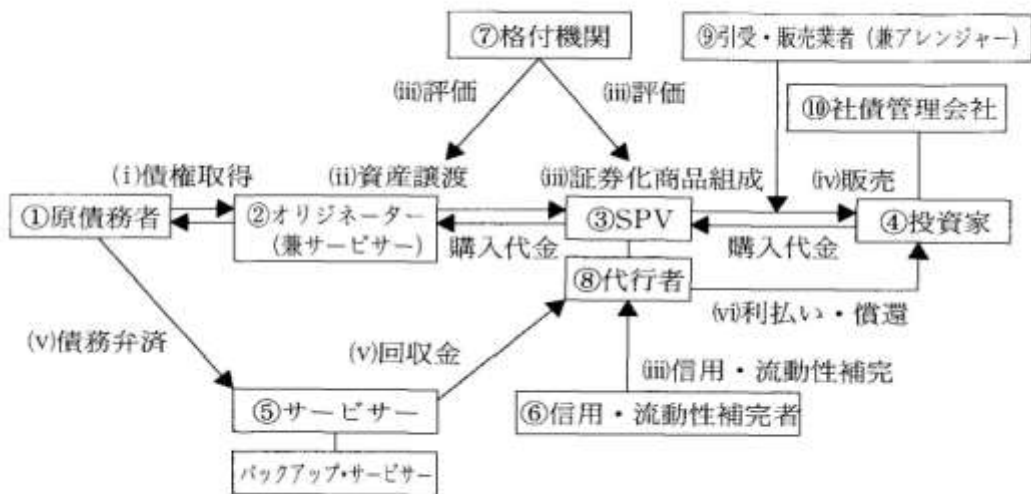 ⑦格付機関
⑨引受・販売業者（兼アレンジャー）
(iii)評価
(iii)評価
⑩社債管理会社
(i)債権取得
(ii)資産譲渡
(iii)証券化商品組成
(iv)販売
①原債務者
②オリジネーター
（兼サービサー）
③SPV
④投資家
購入代金
購入代金
⑧代行者
(vi)利払い・償還
(v)債務弁済
(v)回収金
(iii)信用・流動性補完
⑤サービサー
⑥信用・流動性補完者
バックアップ・サービサー